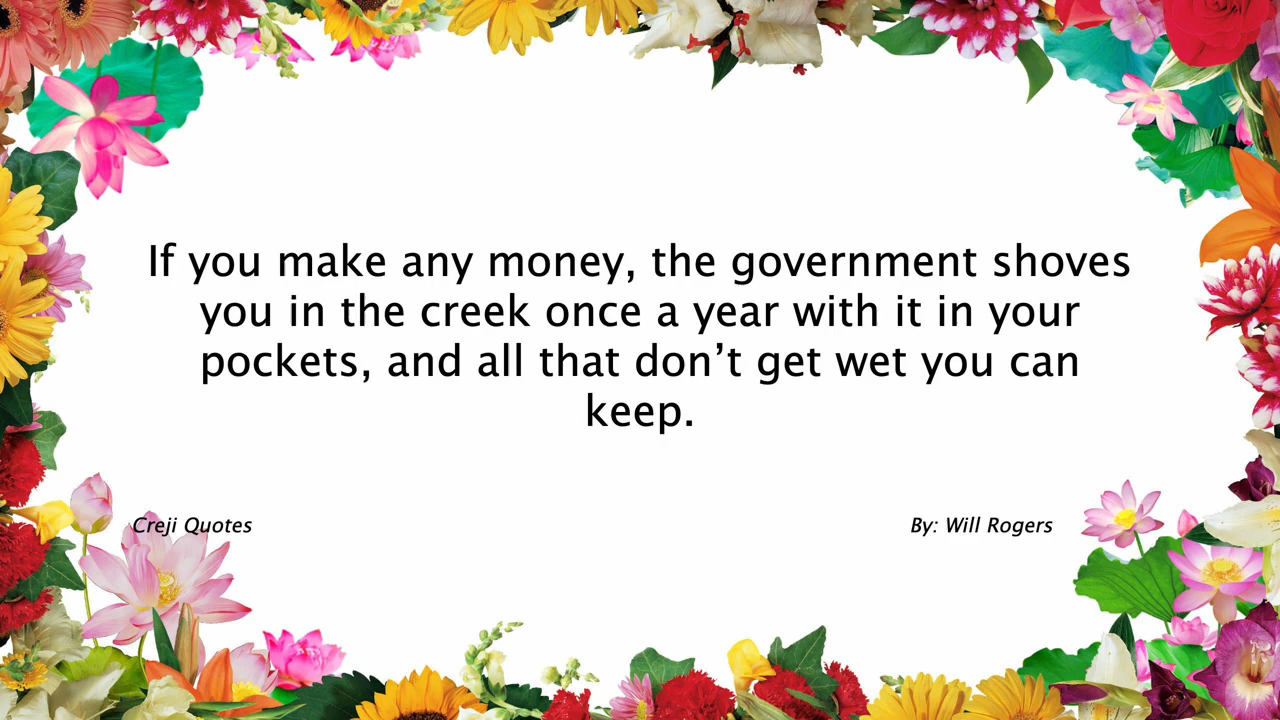 If you make any money, the government shoves
you in the creek once a year with it in your
pockets, and all that don’t get wet you can
keep.
Creji Quotes
By: Will Rogers